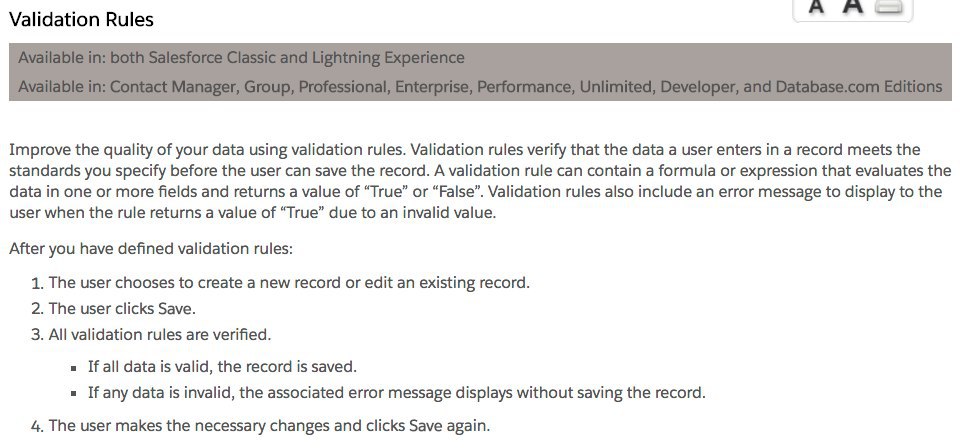 A A
Validation Rules
Available in: both Salesforce Classic and Lightning Experience
Available in: Contact Manager, Group, Professional, Enterprise, Performance, Unlimited, Developer, and Database.com Editions
Improve the quality of your data using validation rules. Validation rules verify that the data a user enters in a record meets the
standards you specify before the user can save the record. A validation rule can contain a formula or expression that evaluates the
data in one or more fields and returns a value of “True” or “False”. Validation rules also include an error message to display to the
user when the rule returns a value of “True” due to an invalid value.
After you have defined validation rules:
1. The user chooses to create a new record or edit an existing record.
2. The user clicks Save.
3. All validation rules are verified.
▪ If all data is valid, the record is saved.
▪ If any data is invalid, the associated error message displays without saving the record.
4. The user makes the necessary changes and clicks Save again.